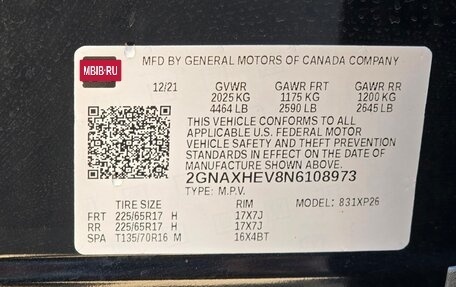 MFD BY GENERAL MOTORS OF CANADA COMPANY
MBIB.RU
12/21 GVWR GAWR FRT GAWR RR
2025 KG 1175 KG 1200 KG
4464 LB 2590 LB 2645 LB
THIS VEHICLE CONFORMS TO ALL
APPLICABLE U.S. FEDERAL MOTOR
VEHICLE SAFETY AND THEFT PREVENTION
STANDARDS IN EFFECT ON THE DATE OF
MANUFACTURE SHOWN ABOVE.
2GNAXHEV8N6108973
TYPE: M.P.V.
TIRE SIZE RIM MODEL: 831XP26
FRT 225/65R17 H 17X7J
RR 225/65R17 H 17X7J
SPA T135/70R16 M 16X4BT